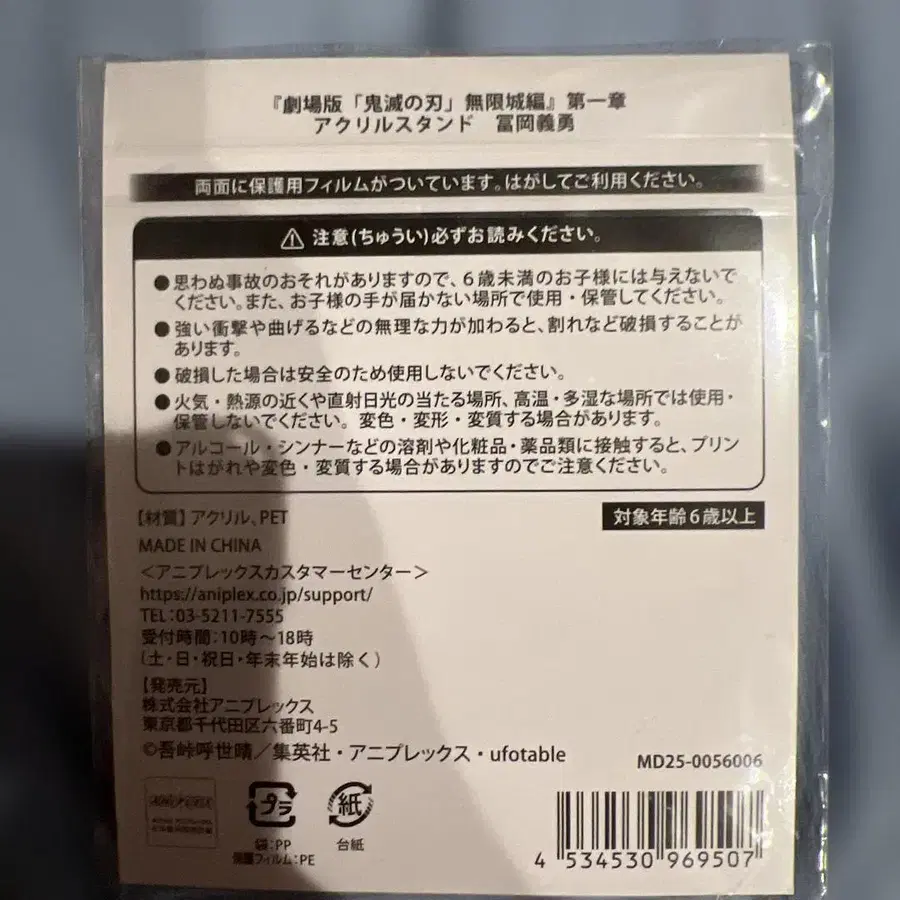 『劇場版「鬼滅の刃」無限城編』第一章
アクリルスタンド 冨岡義勇
両面に保護用フィルムがついています。はがしてご利用ください。
注意(ちゅうい)必ずお読みください。
●思わぬ事故のおそれがありますので、6歳未満のお子様には与えないで
ください。また、お子様の手が届かない場所で使用・保管してください。
●強い衝撃や曲げるなどの無理な力が加わると、割れなど破損することが
あります。
●破損した場合は安全のため使用しないでください。
●火気・熱源の近くや直射日光の当たる場所、高温・多湿な場所では使用・
保管しないでください。変色・変形・変質する場合があります。
●アルコール・シンナーなどの溶剤や化粧品・薬品類に接触すると、プリン
トはがれや変色・変質する場合がありますのでご注意ください。
【材質】アクリル、PET
対象年齢6歳以上
MADE IN CHINA
＜アニプレックスカスタマーセンター＞
https://aniplex.co.jp/support/
TEL:03-5211-7555
受付時間:10時～18時
(土・日・祝日・年末年始は除く)
【発売元】
株式会社アニプレックス
東京都千代田区六番町4-5
©吾峠呼世晴／集英社・アニプレックス・ufotable
MD25-0056006
プラ
紙
袋:PP
台紙
保護フィルム:PE
4 534530 969507